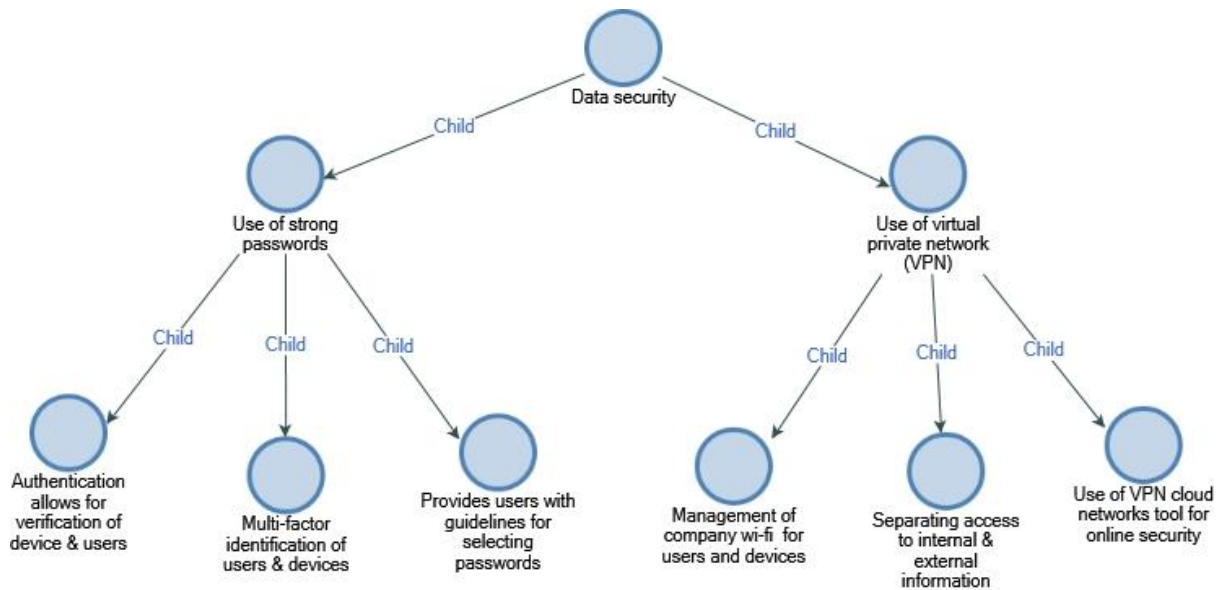 Data security
Child
Child
Use of strong
passwords
Use of virtual
private network
(VPN)
Child
Child
Child
Child
Child
Child
Authentication
allows for
verification of
device & users
Multi-factor
identification of
users & devices
Provides users with
guidelines for
selecting
passwords
Management of
company wi-fi for
users and devices
Separating access
to internal &
external
information
Use of VPN cloud
networks tool for
online security